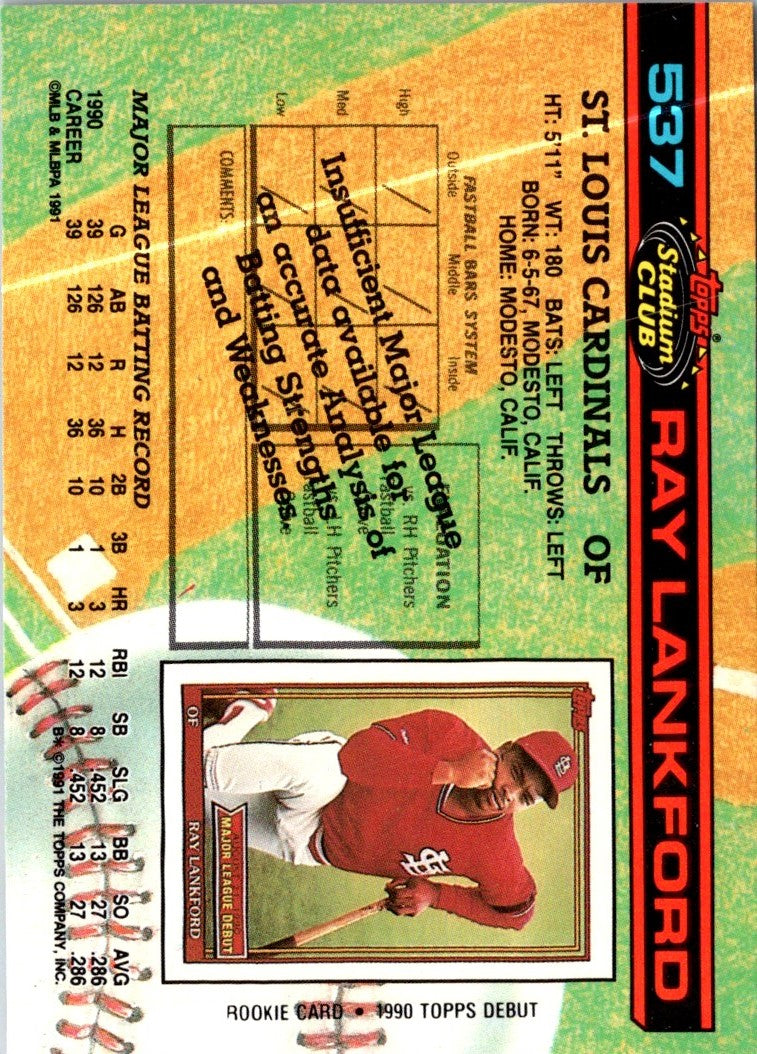 537 Topps® Stadium CLUB RAY LANKFORD
ST. LOUIS CARDINALS OF
HT: 5'11" WT: 180 BATS: LEFT THROWS: LEFT
BORN: 6-5-67, MODESTO, CALIF.
HOME: MODESTO, CALIF.
FASTBALL BARS SYSTEM
Outside Middle Inside
High
Med
Low
vs. RH Pitchers
Fastball
Pitchers
Fastball
COMMENTS:
Insufficient Major League
data available for
an accurate Analysis of
Batting Strengths
and Weaknesses.
Topps
OF
MAJOR LEAGUE DEBUT
RAY LANKFORD
ROOKIE CARD • 1990 TOPPS DEBUT
MAJOR LEAGUE BATTING RECORD
G AB R H 2B 3B HR RBI SB SLG BB SO AVG
1990 39 126 12 36 10 1 3 12 8 .452 13 27 .286
CAREER 39 126 12 36 10 1 3 12 8 .452 13 27 .286
©MLB & MLBPA 1991
B* ©1991 THE TOPPS COMPANY, INC.